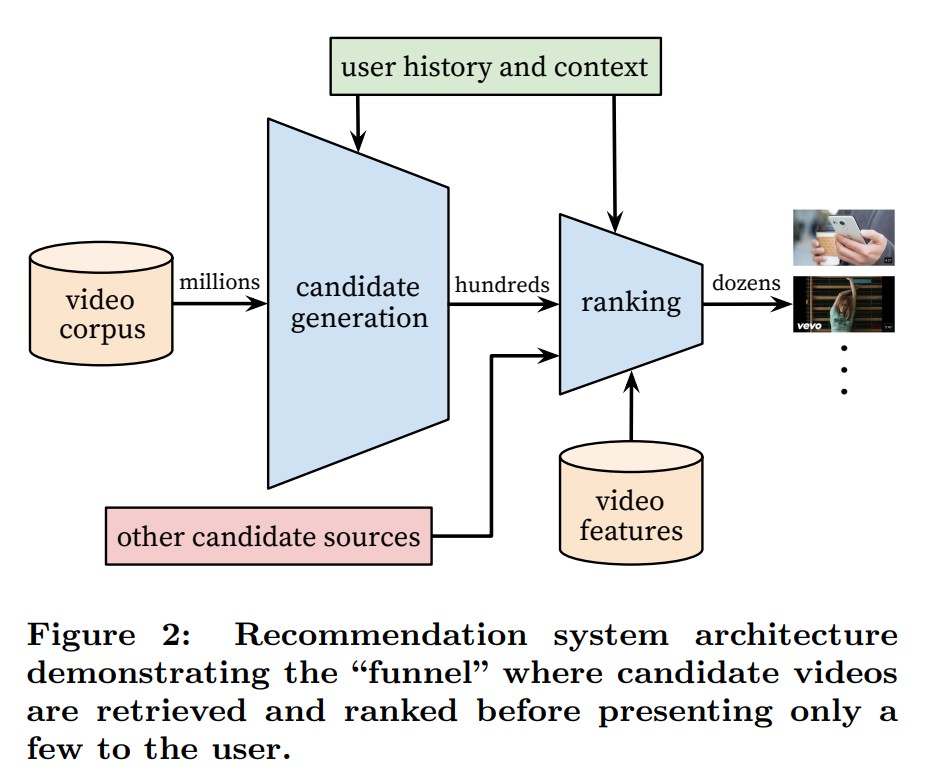 user history and context
video
corpus
millions
candidate
generation
hundreds
ranking
dozens
vevo
other candidate sources
video
features
Figure 2: Recommendation system architecture
demonstrating the “funnel” where candidate videos
are retrieved and ranked before presenting only a
few to the user.